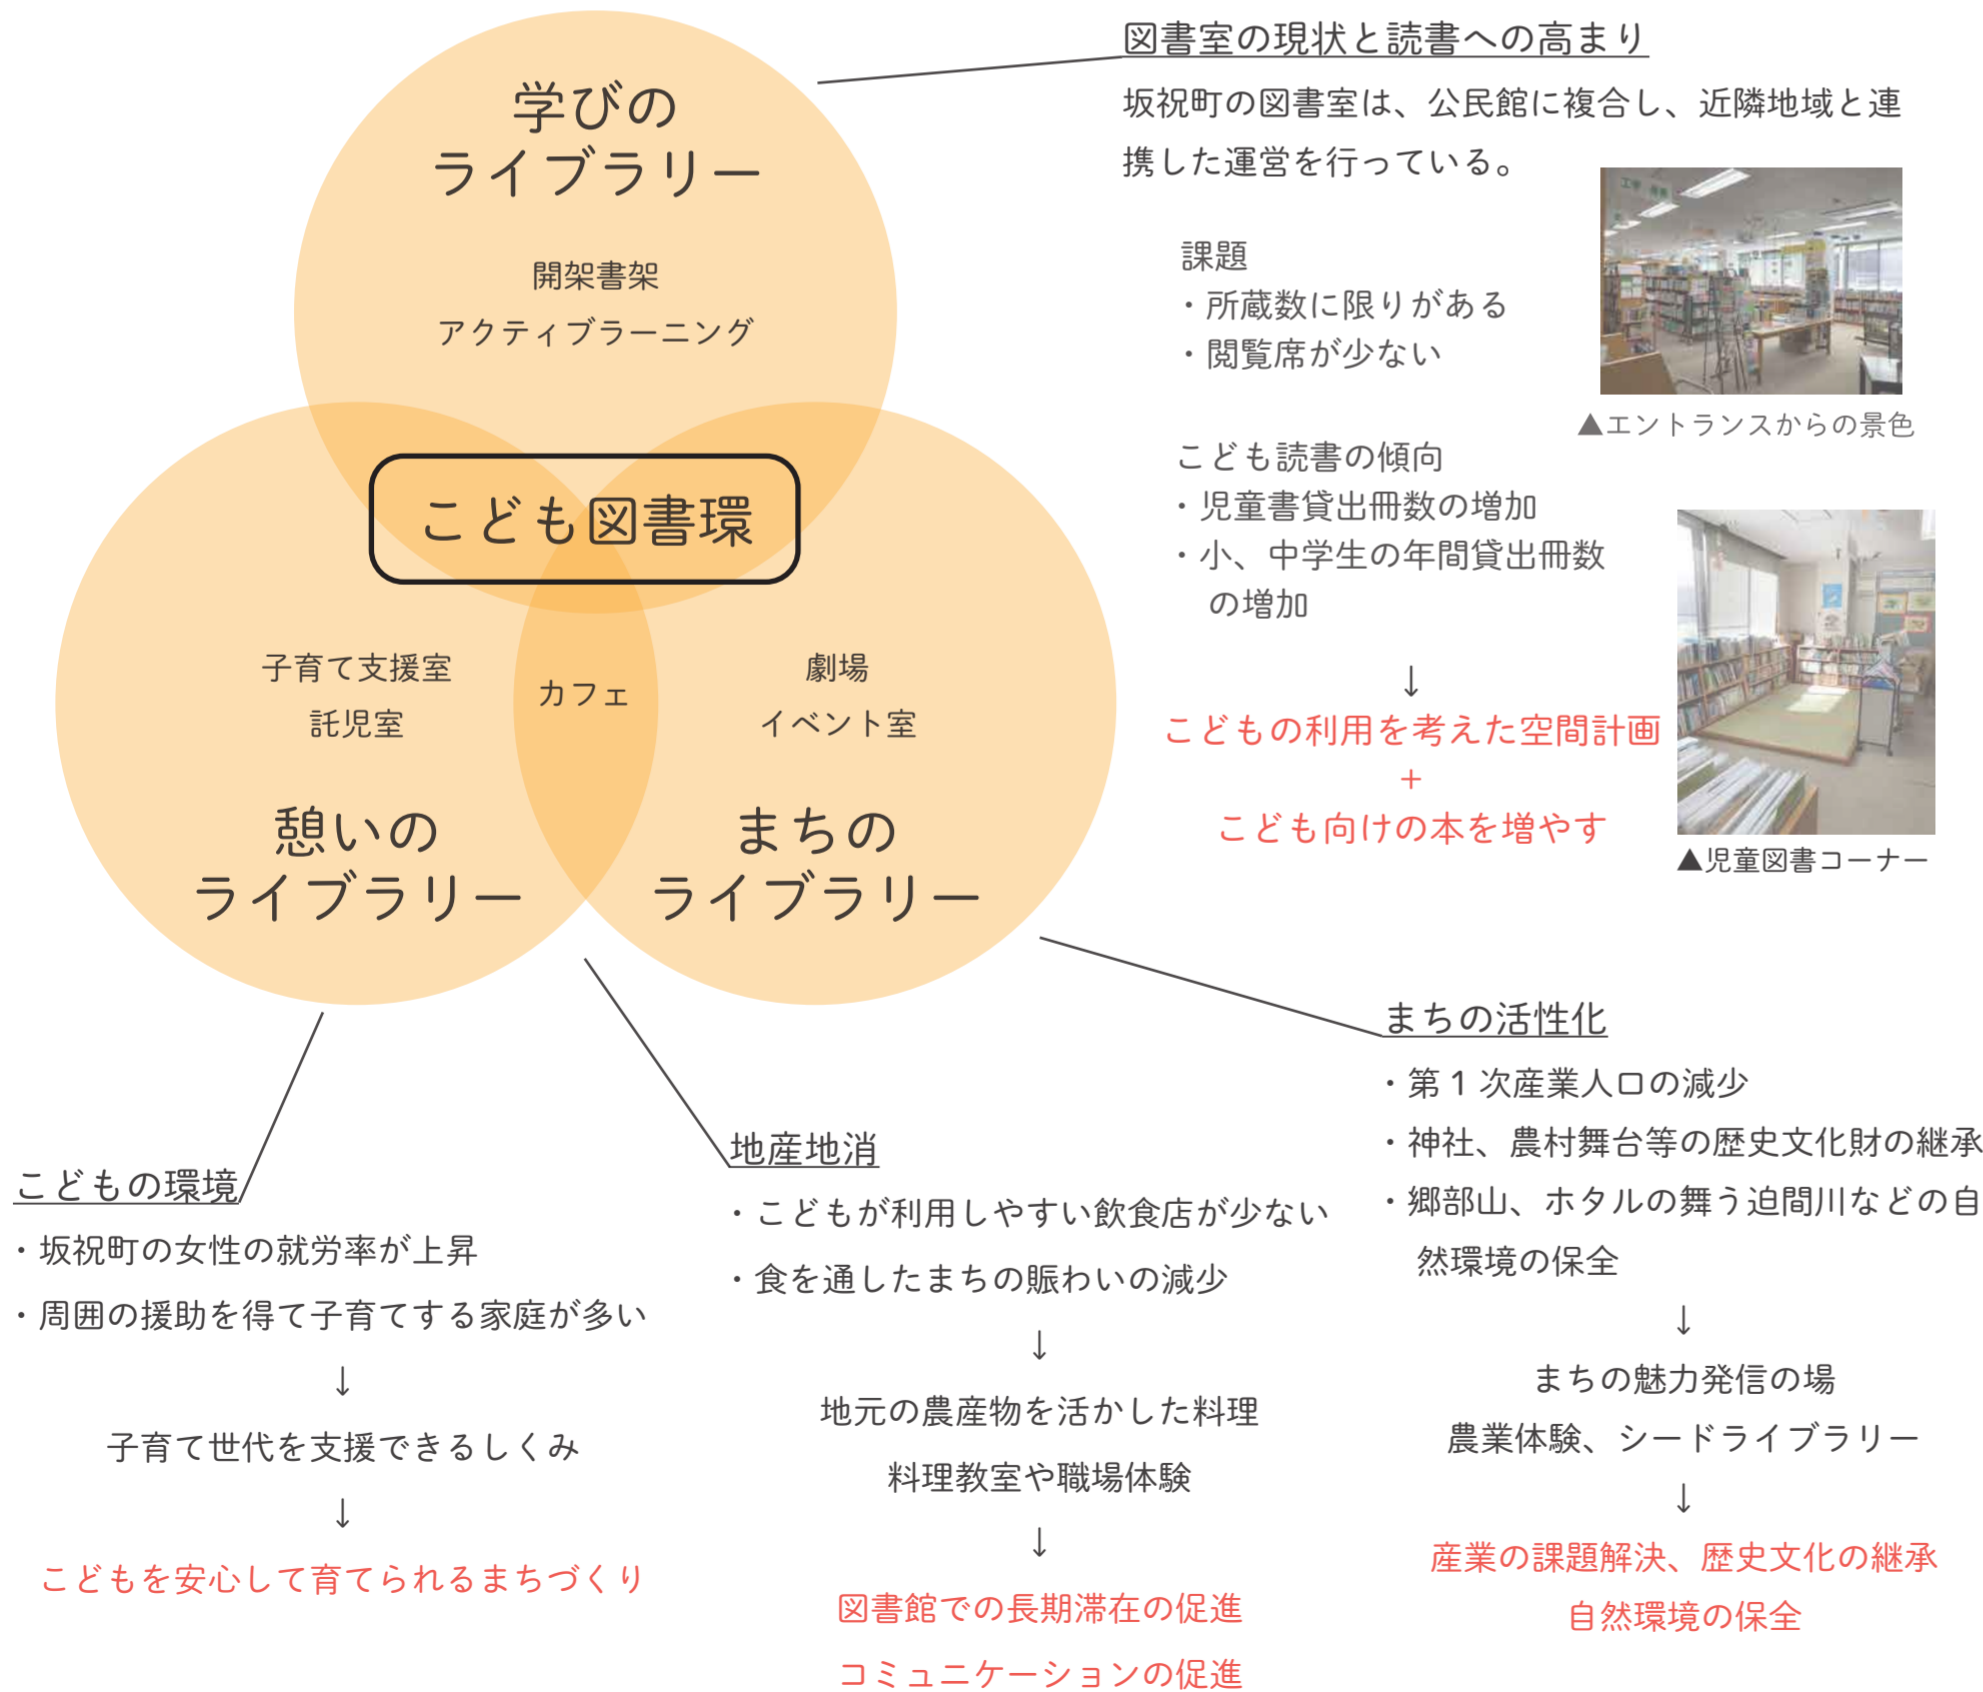 学びの
ライブラリー
開架書架
アクティブラーニング
こども図書環
子育て支援室
託児室
カフェ
劇場
イベント室
憩いの
ライブラリー
まちの
ライブラリー
図書室の現状と読書への高まり
坂祝町の図書室は、公民館に複合し、近隣地域と連
携した運営を行っている。
課題
・所蔵数に限りがある
・閲覧席が少ない
▲エントランスからの景色
こども読書の傾向
・児童書貸出冊数の増加
・小、中学生の年間貸出冊数
の増加
↓
こどもの利用を考えた空間計画
+
こども向けの本を増やす
▲児童図書コーナー
こどもの環境
・坂祝町の女性の就労率が上昇
・周囲の援助を得て子育てする家庭が多い
↓
子育て世代を支援できるしくみ
↓
こどもを安心して育てられるまちづくり
地産地消
・こどもが利用しやすい飲食店が少ない
・食を通したまちの賑わいの減少
↓
地元の農産物を活かした料理
料理教室や職場体験
↓
図書館での長期滞在の促進
コミュニケーションの促進
まちの活性化
・第1次産業人口の減少
・神社、農村舞台等の歴史文化財の継承
・郷部山、ホタルの舞う迫間川などの自
然環境の保全
↓
まちの魅力発信の場
農業体験、シードライブラリー
↓
産業の課題解決、歴史文化の継承
自然環境の保全